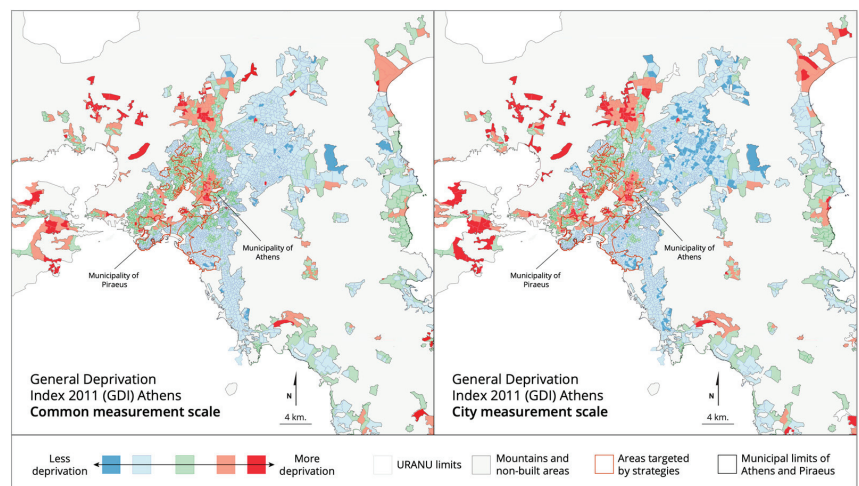 Municipality of
Athens
Municipality of
Piraeus
General Deprivation
Index 2011 (GDI) Athens
Common measurement scale
N
4 km.
Municipality of
Athens
Municipality of
Piraeus
General Deprivation
Index 2011 (GDI) Athens
City measurement scale
N
4 km.
Less
deprivation
More
deprivation
URANU limits
Mountains and
non-built areas
Areas targeted
by strategies
Municipal limits of
Athens and Piraeus